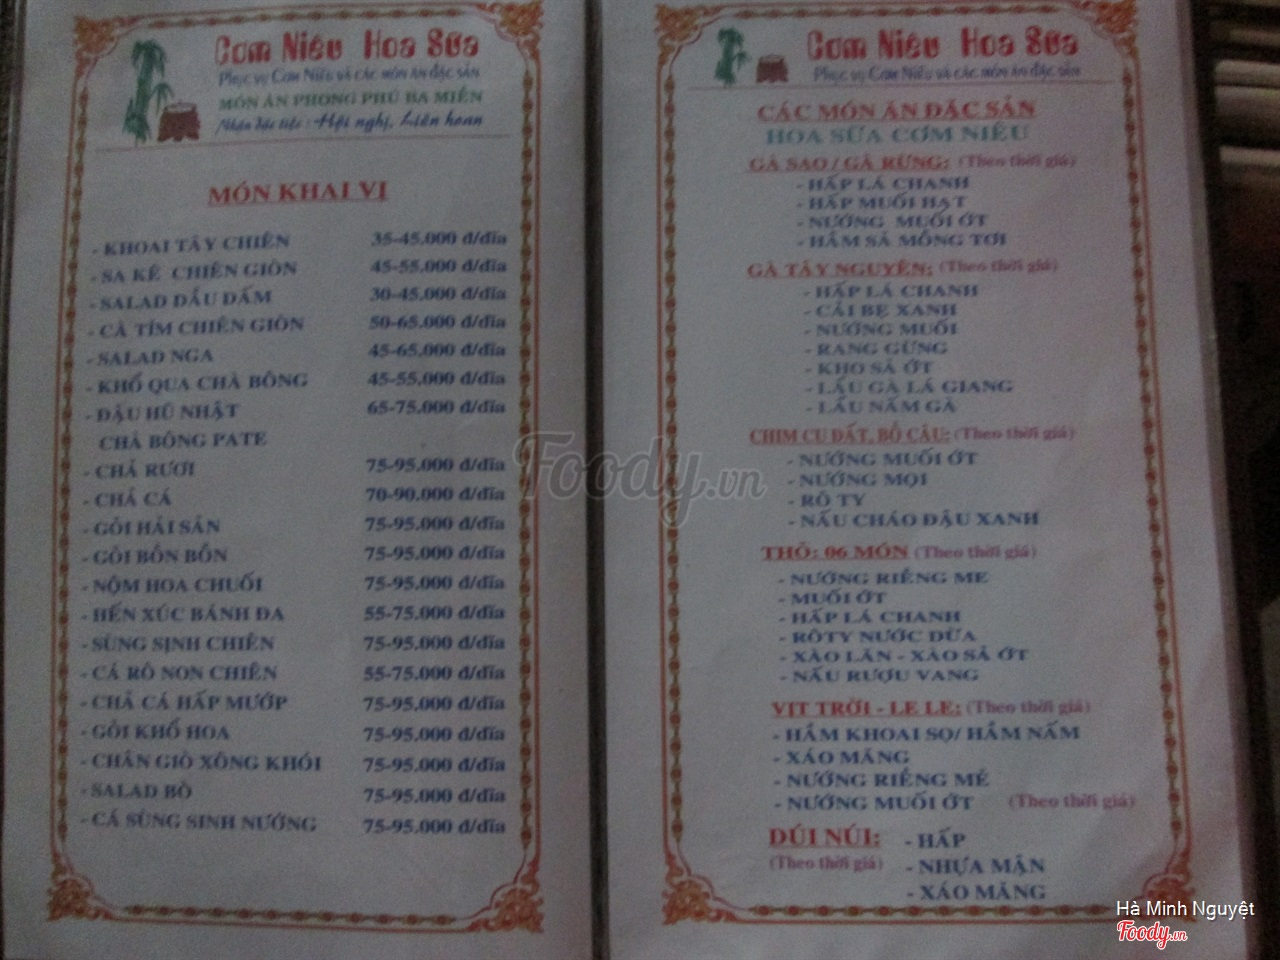 Cơm Niêu Hoa Sữa
Phục vụ Cơm Niêu và các món ăn đặc sản
MÓN ĂN PHONG PHÚ BA MIỀN
Nhận đặt tiệc : Hội nghị, Liên hoan
MÓN KHAI VỊ
- KHOAI TÂY CHIÊN 35-45.000 đ/đĩa
- SA KÊ CHIÊN GIÒN 45-55.000 đ/đĩa
- SALAD DẦU DẤM 30-45.000 đ/đĩa
- CÀ TÍM CHIÊN GIÒN 50-65.000 đ/đĩa
- SALAD NGA 45-65.000 đ/đĩa
- KHỔ QUA CHÀ BÔNG 45-55.000 đ/đĩa
- ĐẬU HŨ NHẬT 65-75.000 đ/đĩa
CHÀ BÔNG PATE
- CHẢ RƯƠI 75-95.000 đ/đĩa
- CHẢ CÁ 70-90.000 đ/đĩa
- GỎI HẢI SẢN 75-95.000 đ/đĩa
- GỎI BỒN BỒN 75-95.000 đ/đĩa
- NỘM HOA CHUỐI 75-95.000 đ/đĩa
- HẾN XÚC BÁNH ĐA 55-75.000 đ/đĩa
- SÙNG SỊNH CHIÊN 75-95.000 đ/đĩa
- CÁ RÔ NON CHIÊN 55-75.000 đ/đĩa
- CHẢ CÁ HẤP MƯỚP 75-95.000 đ/đĩa
- GỎI KHỔ HOA 75-95.000 đ/đĩa
- CHÂN GIÒ XÔNG KHÓI 75-95.000 đ/đĩa
- SALAD BÒ 75-95.000 đ/đĩa
- CÁ SÙNG SINH NƯỚNG 75-95.000 đ/đĩa
Cơm Niêu Hoa Sữa
Phục vụ Cơm Niêu và các món ăn đặc sản
CÁC MÓN ĂN ĐẶC SẢN
HOA SỮA CƠM NIÊU
GÀ SAO / GÀ RỪNG: (Theo thời giá)
- HẤP LÁ CHANH
- HẤP MUỐI HẠT
- NƯỚNG MUỐI ỚT
- HẦM SẢ MỒNG TƠI
GÀ TÂY NGUYÊN: (Theo thời giá)
- HẤP LÁ CHANH
- CẢI BẸ XANH
- NƯỚNG MUỐI
- RANG GỪNG
- KHO SẢ ỚT
- LẨU GÀ LÁ GIANG
- LẨU NẤM GÀ
CHIM CU ĐẤT, BỒ CÂU: (Theo thời giá)
- NƯỚNG MUỐI ỚT
- NƯỚNG MỌI
- RÔ TY
- NẤU CHÁO ĐẬU XANH
THỎ: 06 MÓN (Theo thời giá)
- NƯỚNG RIỀNG MẺ
- MUỐI ỚT
- HẤP LÁ CHANH
- RÔTY NƯỚC DỪA
- XÀO LĂN - XÀO SẢ ỚT
- NẤU RƯỢU VANG
VỊT TRỜI - LE LE: (Theo thời giá)
- HẦM KHOAI SỌ/ HẦM NẤM
- XÁO MĂNG
- NƯỚNG RIỀNG MẺ
- NƯỚNG MUỐI ỚT (Theo thời giá)
DÚI NÚI: - HẤP
(Theo thời giá) - NHỰA MẬN
- XÁO MĂNG
Foody.vn
Hà Minh Nguyệt
Foody.vn